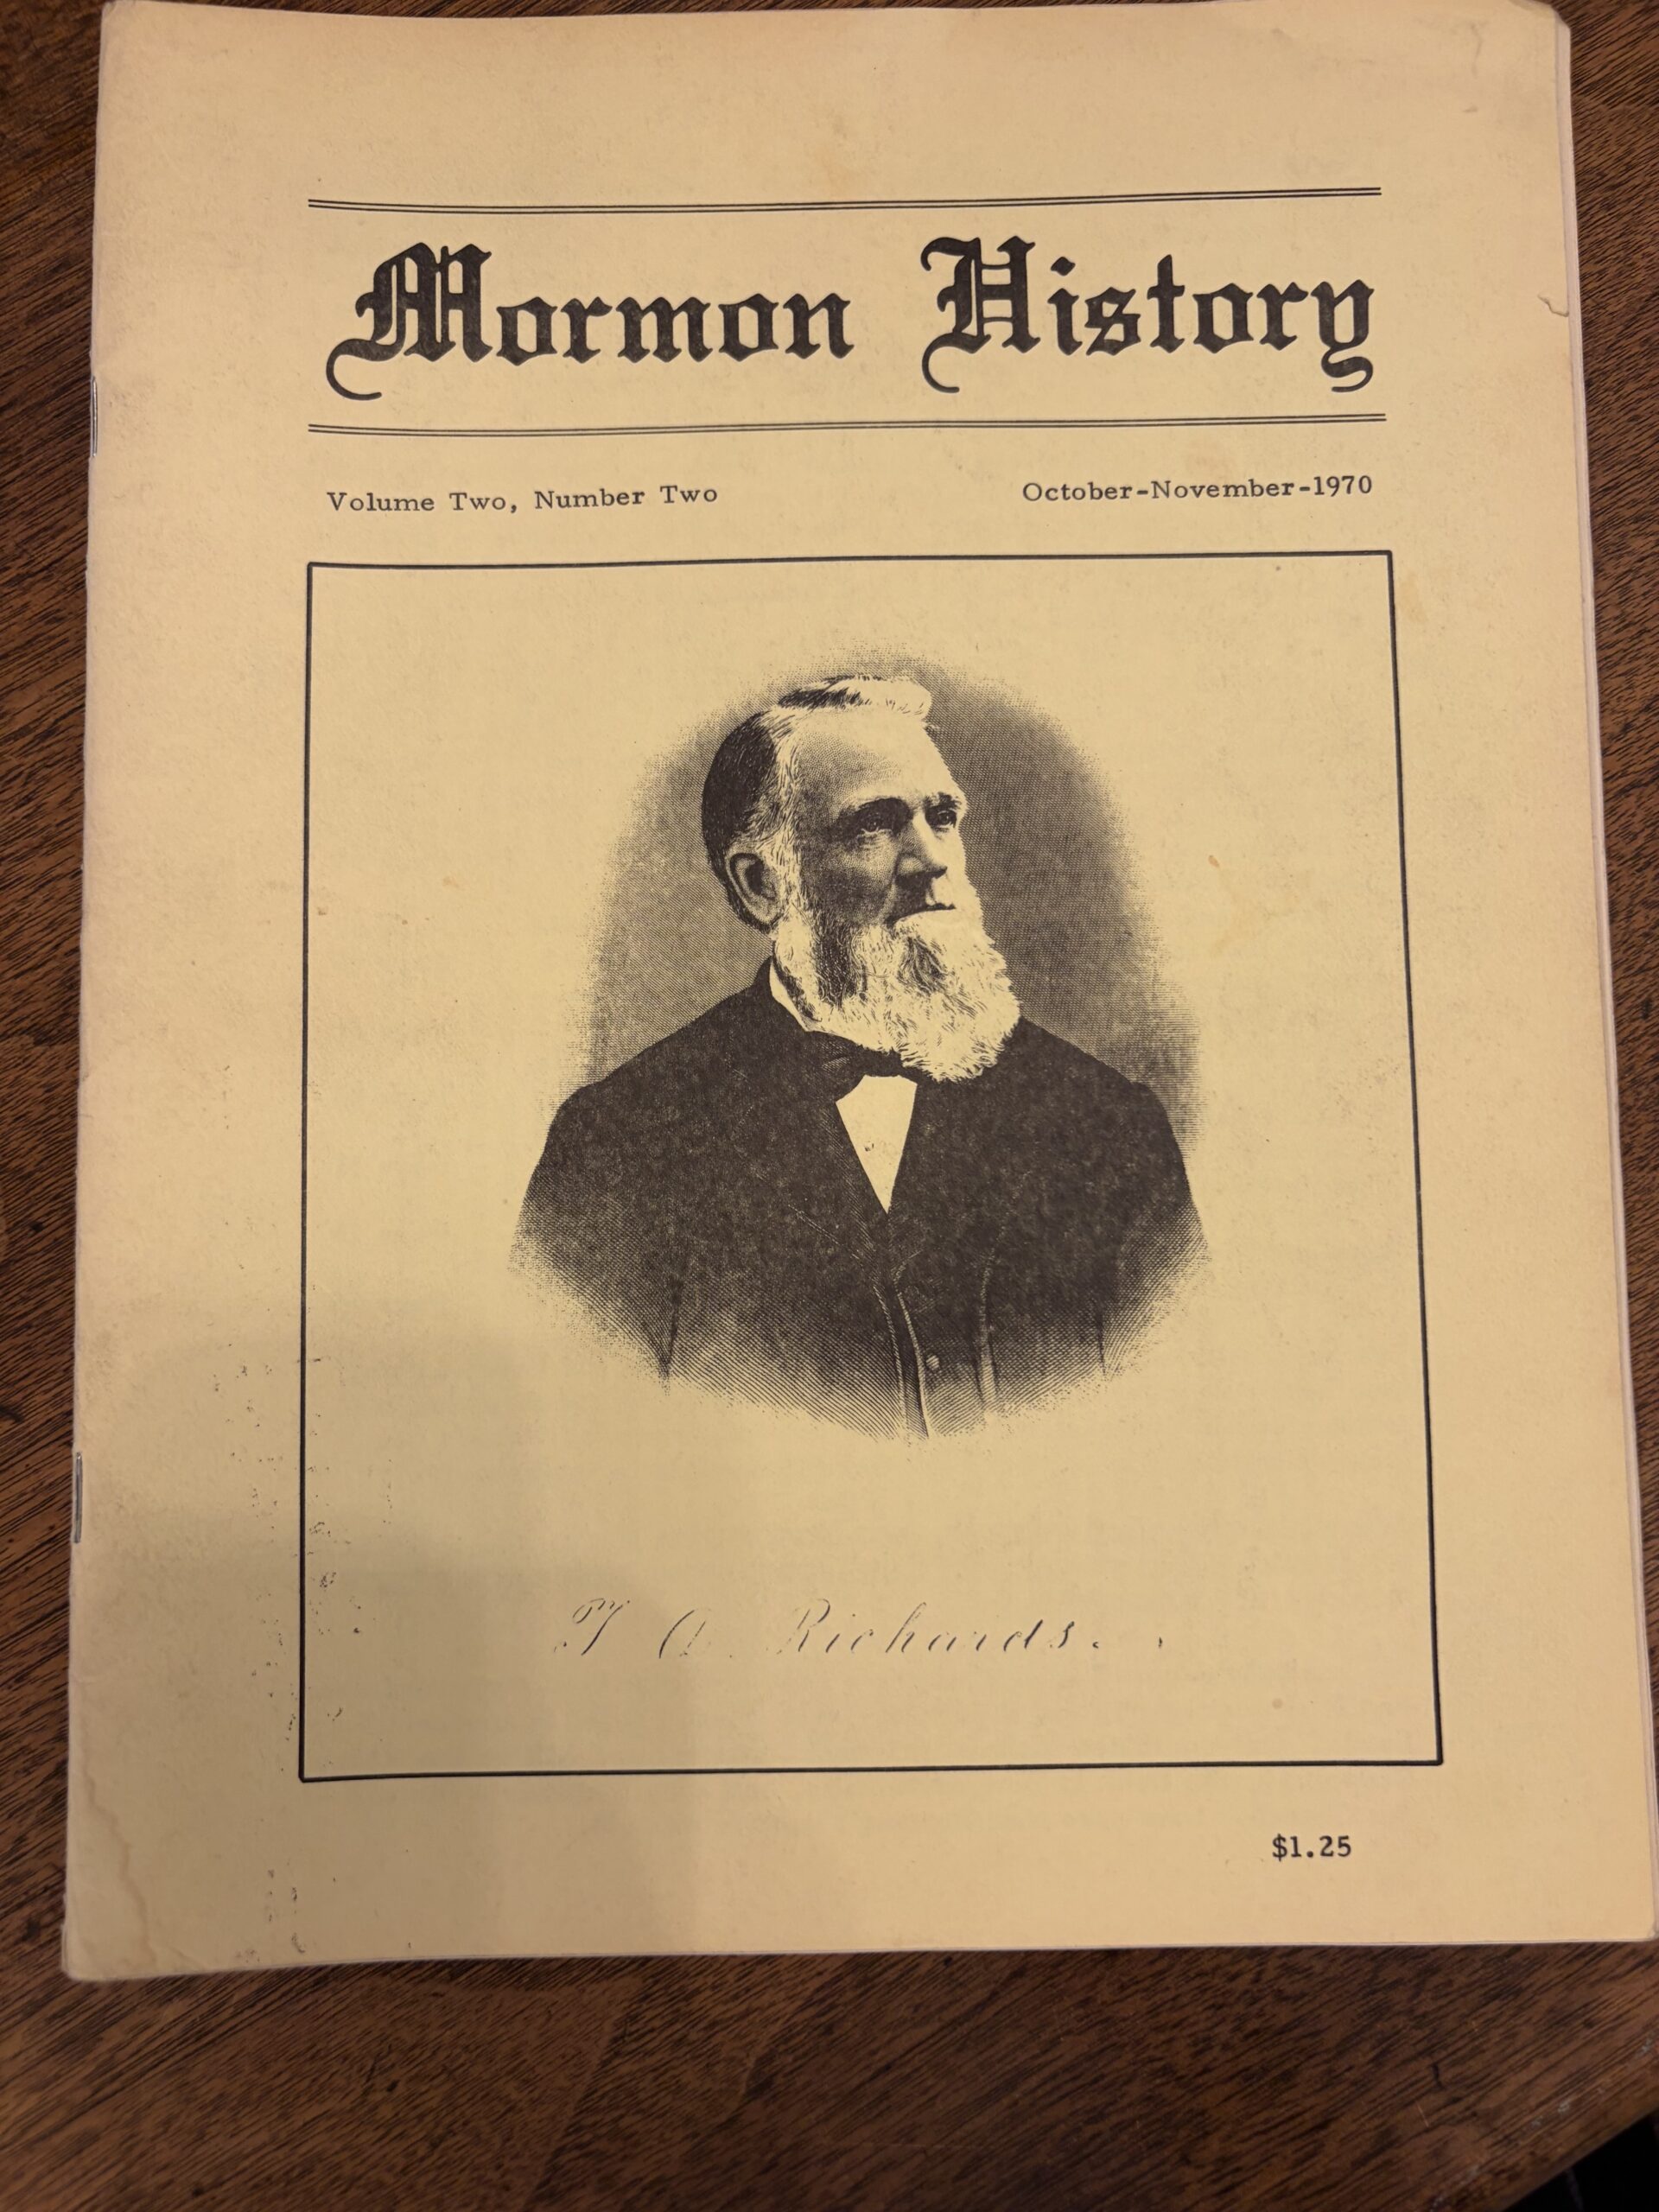 Mormon History
Volume Two, Number Two
October-November-1970
Richards.
$1.25